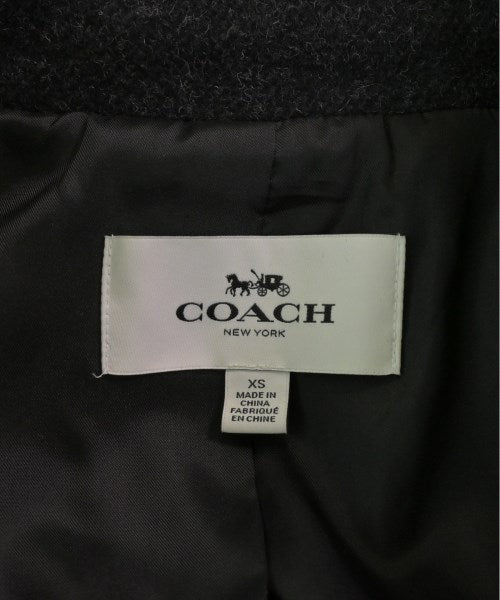 COACH
NEW YORK
XS
MADE IN
CHINA
FABRIQUÉ
EN CHINE